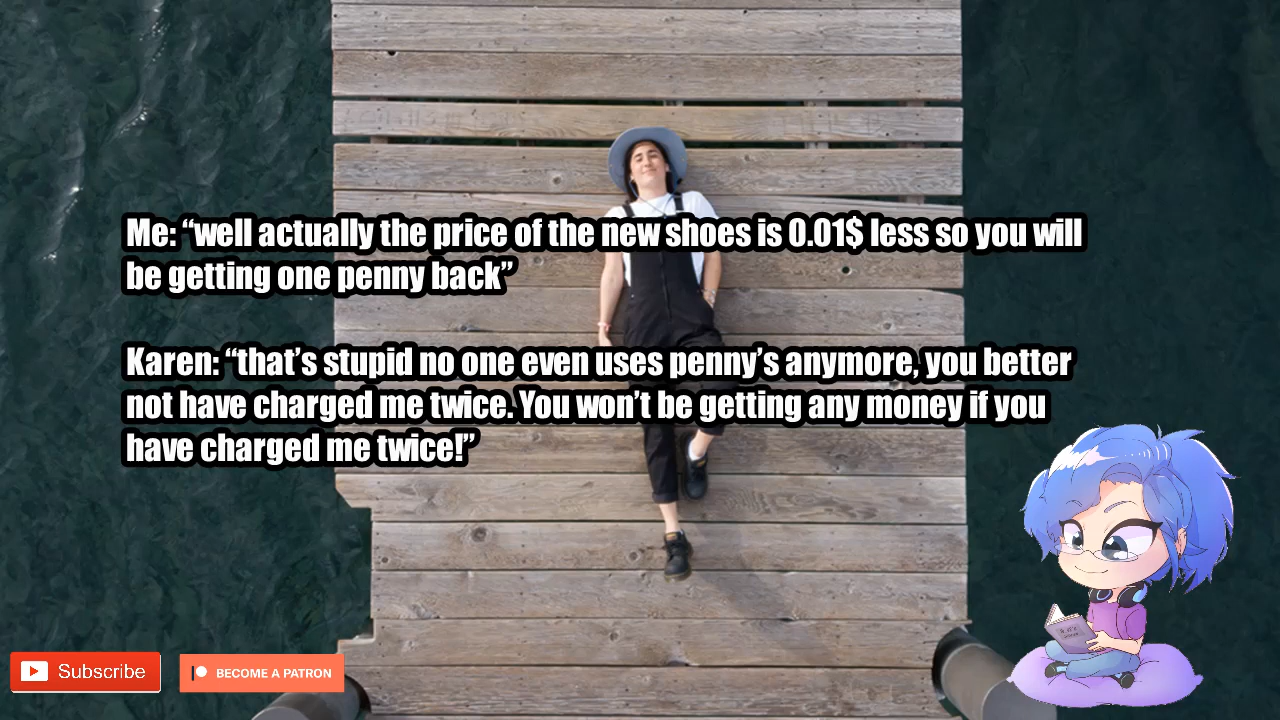 Me: “well actually the price of the new shoes is 0.01$ less so you will
be getting one penny back”
Karen: “that’s stupid no one even uses penny’s anymore, you better
not have charged me twice. You won’t be getting any money if you
have charged me twice!”
Subscribe
BECOME A PATRON